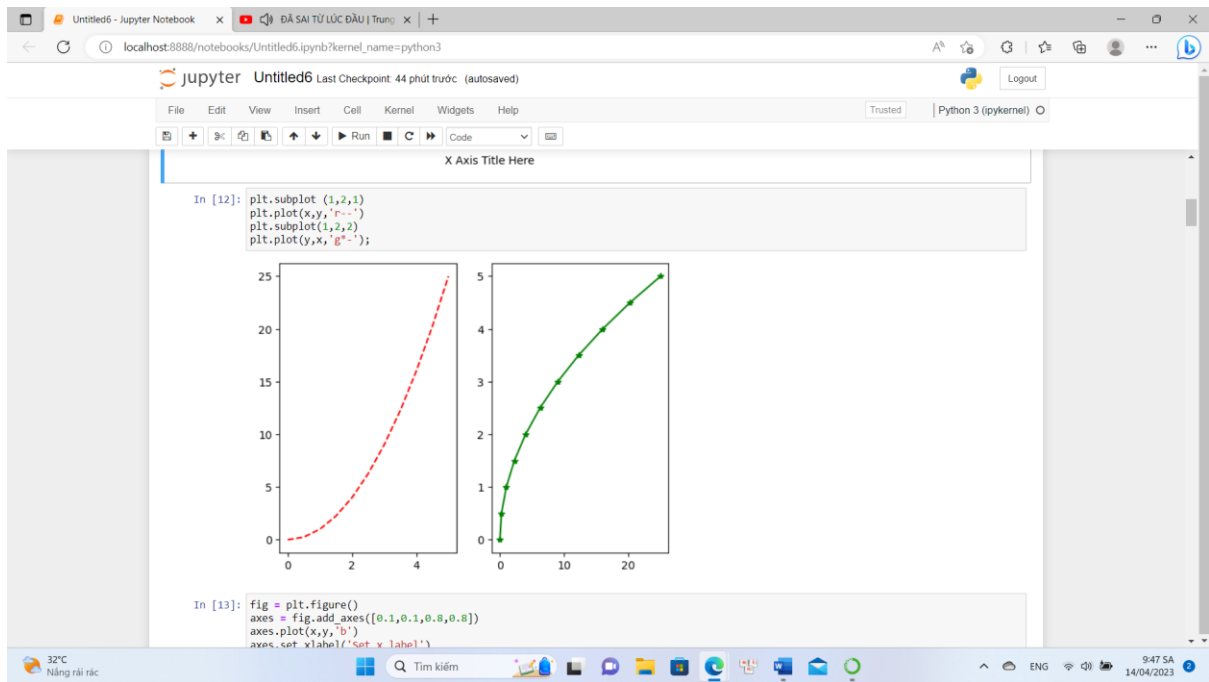 Untitled6 - Jupyter Notebook
ĐÃ SAI TỪ LÚC ĐẦU | Trung
localhost:8888/notebooks/Untitled6.ipynb?kernel_name=python3
jupyter Untitled6 Last Checkpoint: 44 phút trước (autosaved)
Logout
File Edit View Insert Cell Kernel Widgets Help
Trusted
Python 3 (ipykernel)
Run
Code
X Axis Title Here
In [12]: plt.subplot (1,2,1)
plt.plot(x,y,'r--')
plt.subplot(1,2,2)
plt.plot(y,x,'g*-');
25
20
15
10
5
0
0 2 4
5
4
3
2
1
0
0 10 20
In [13]: fig = plt.figure()
axes = fig.add_axes([0.1,0.1,0.8,0.8])
axes.plot(x,y,'b')
axes.set_xlabel('Set x label')
32°C
Nắng rải rác
Tìm kiếm
ENG
9:47 SA
14/04/2023
2